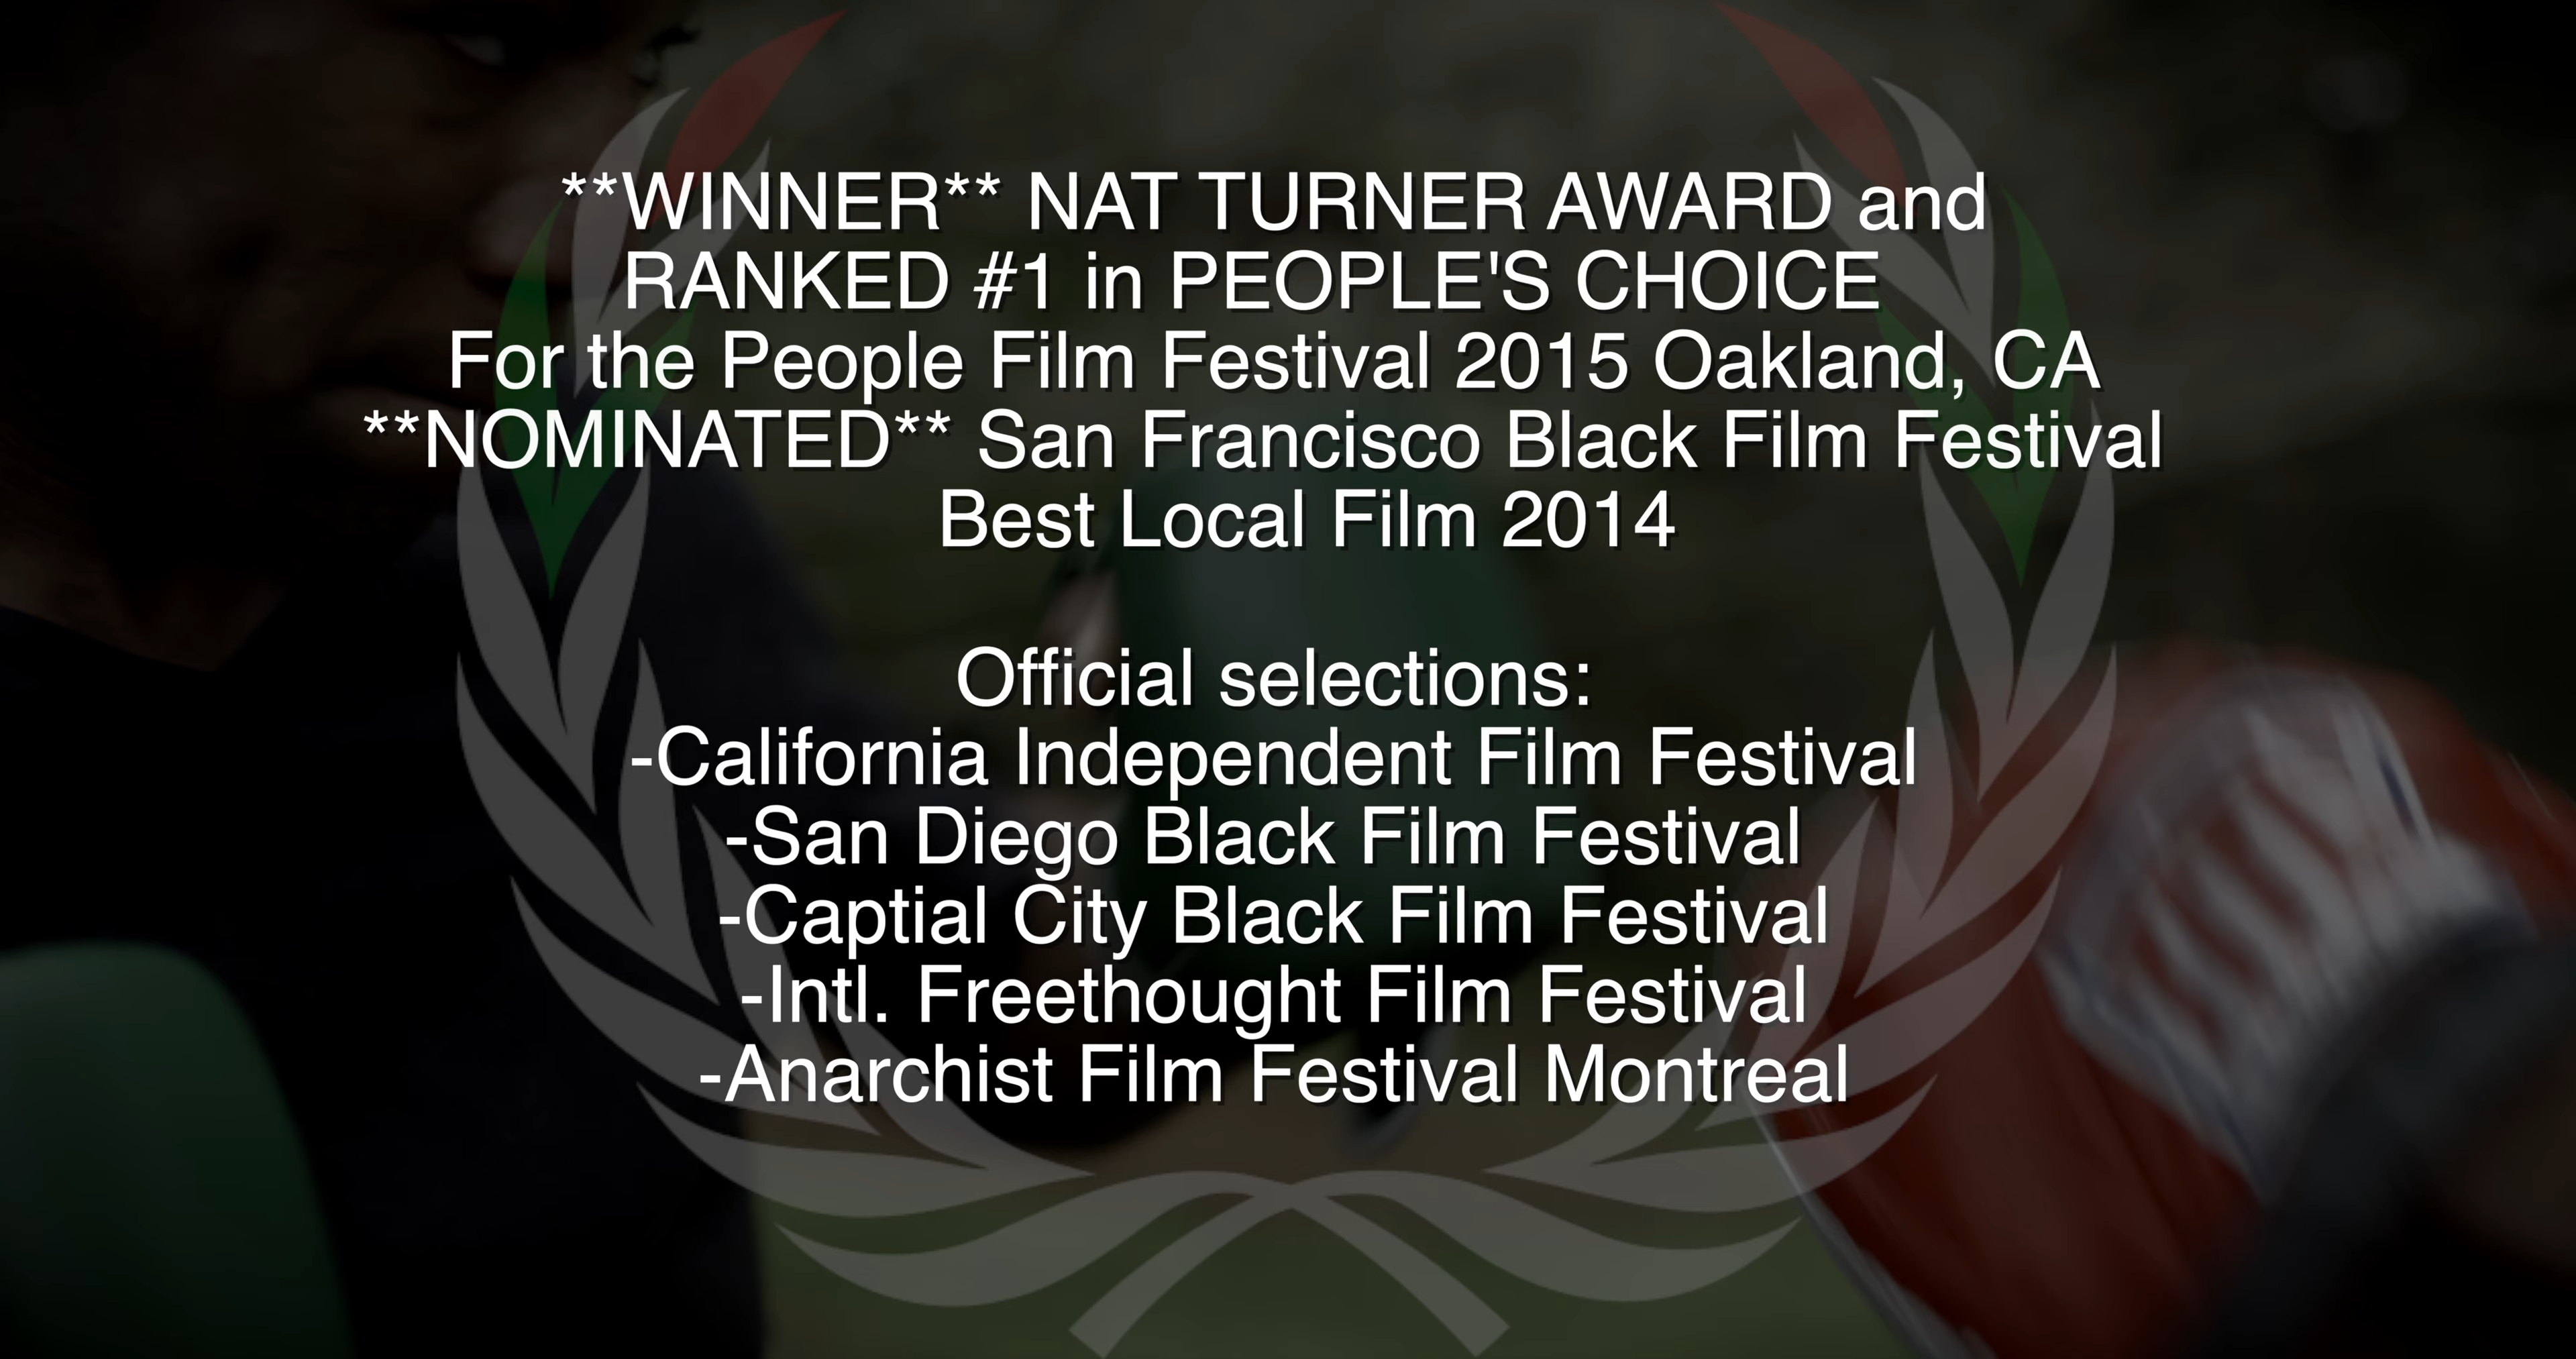 **WINNER** NAT TURNER AWARD and
RANKED #1 in PEOPLE'S CHOICE
For the People Film Festival 2015 Oakland, CA
**NOMINATED** San Francisco Black Film Festival
Best Local Film 2014
Official selections:
-California Independent Film Festival
-San Diego Black Film Festival
-Captial City Black Film Festival
-Intl. Freethought Film Festival
-Anarchist Film Festival Montreal